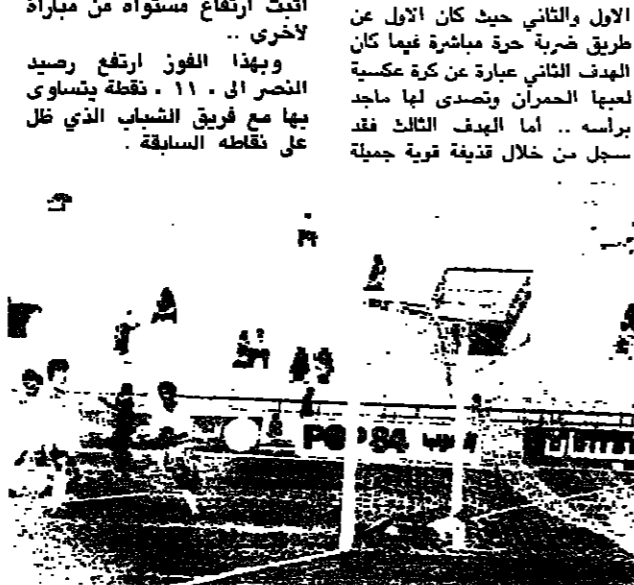 الاول والثاني حيث كان الاول عن
طريق ضربة حرة مباشرة فيما كان
الهدف الثاني عبارة عن كرة عكسية
لعبها الحمران وتصدى لها ماجد
براسه .. أما الهدف الثالث فقد
سجل من خلال قذيفة قوية جميلة
اثبت ارتفاع مستواه من مباراة
لأخرى ..
وبهذا الفوز ارتفع رصيد
النصر الى ١١ نقطة يتساوى
بها مع فريق الشباب الذي ظل
على نقاطه السابقة .
84